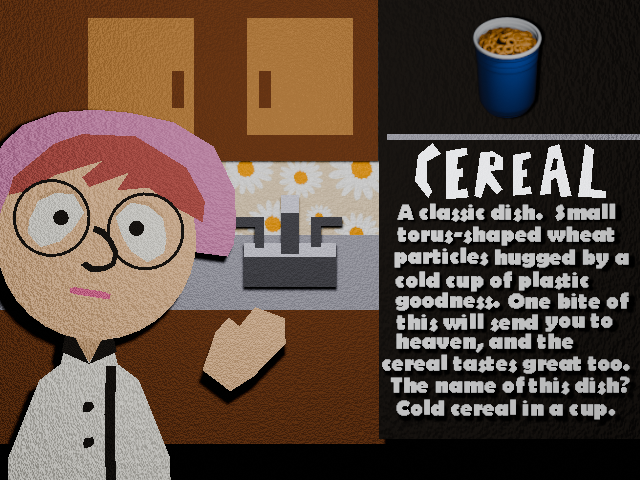 CEREAL
A classic dish. Small
torus-shaped wheat
particles hugged by a
cold cup of plastic
goodness. One bite of
this will send you to
heaven, and the
cereal tastes great too.
The name of this dish?
Cold cereal in a cup.